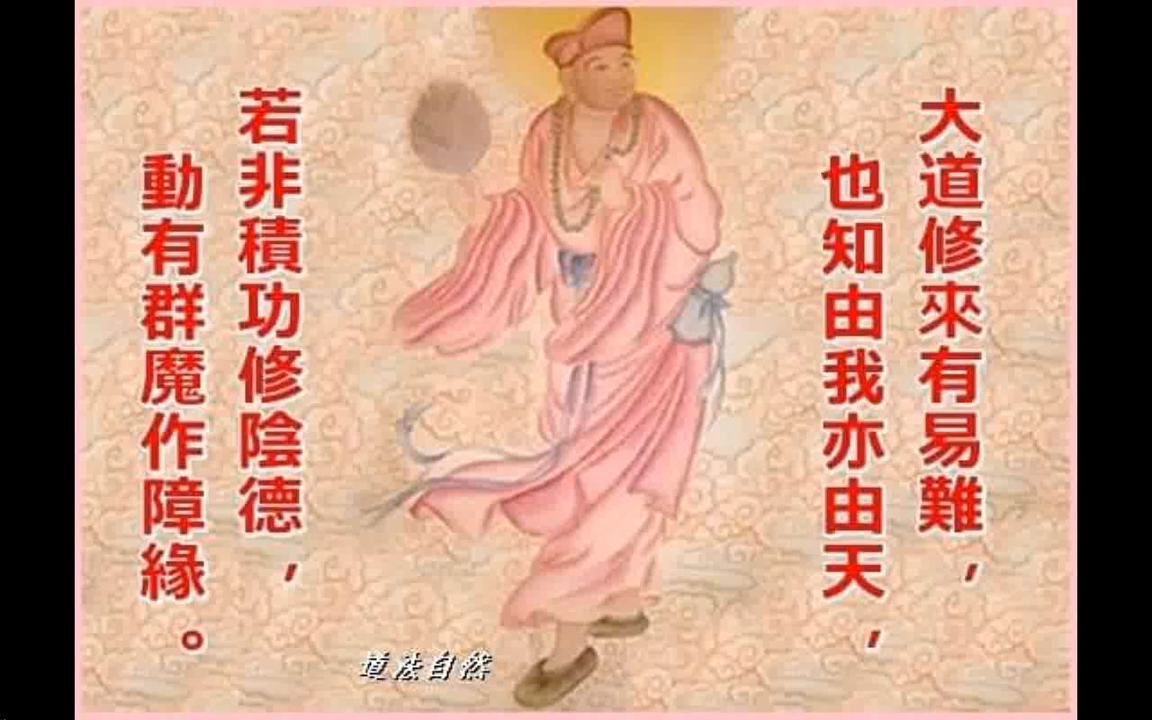 大道修來有易難，
也知由我亦由天，
若非積功修陰德，
動有群魔作障緣。
道法自然